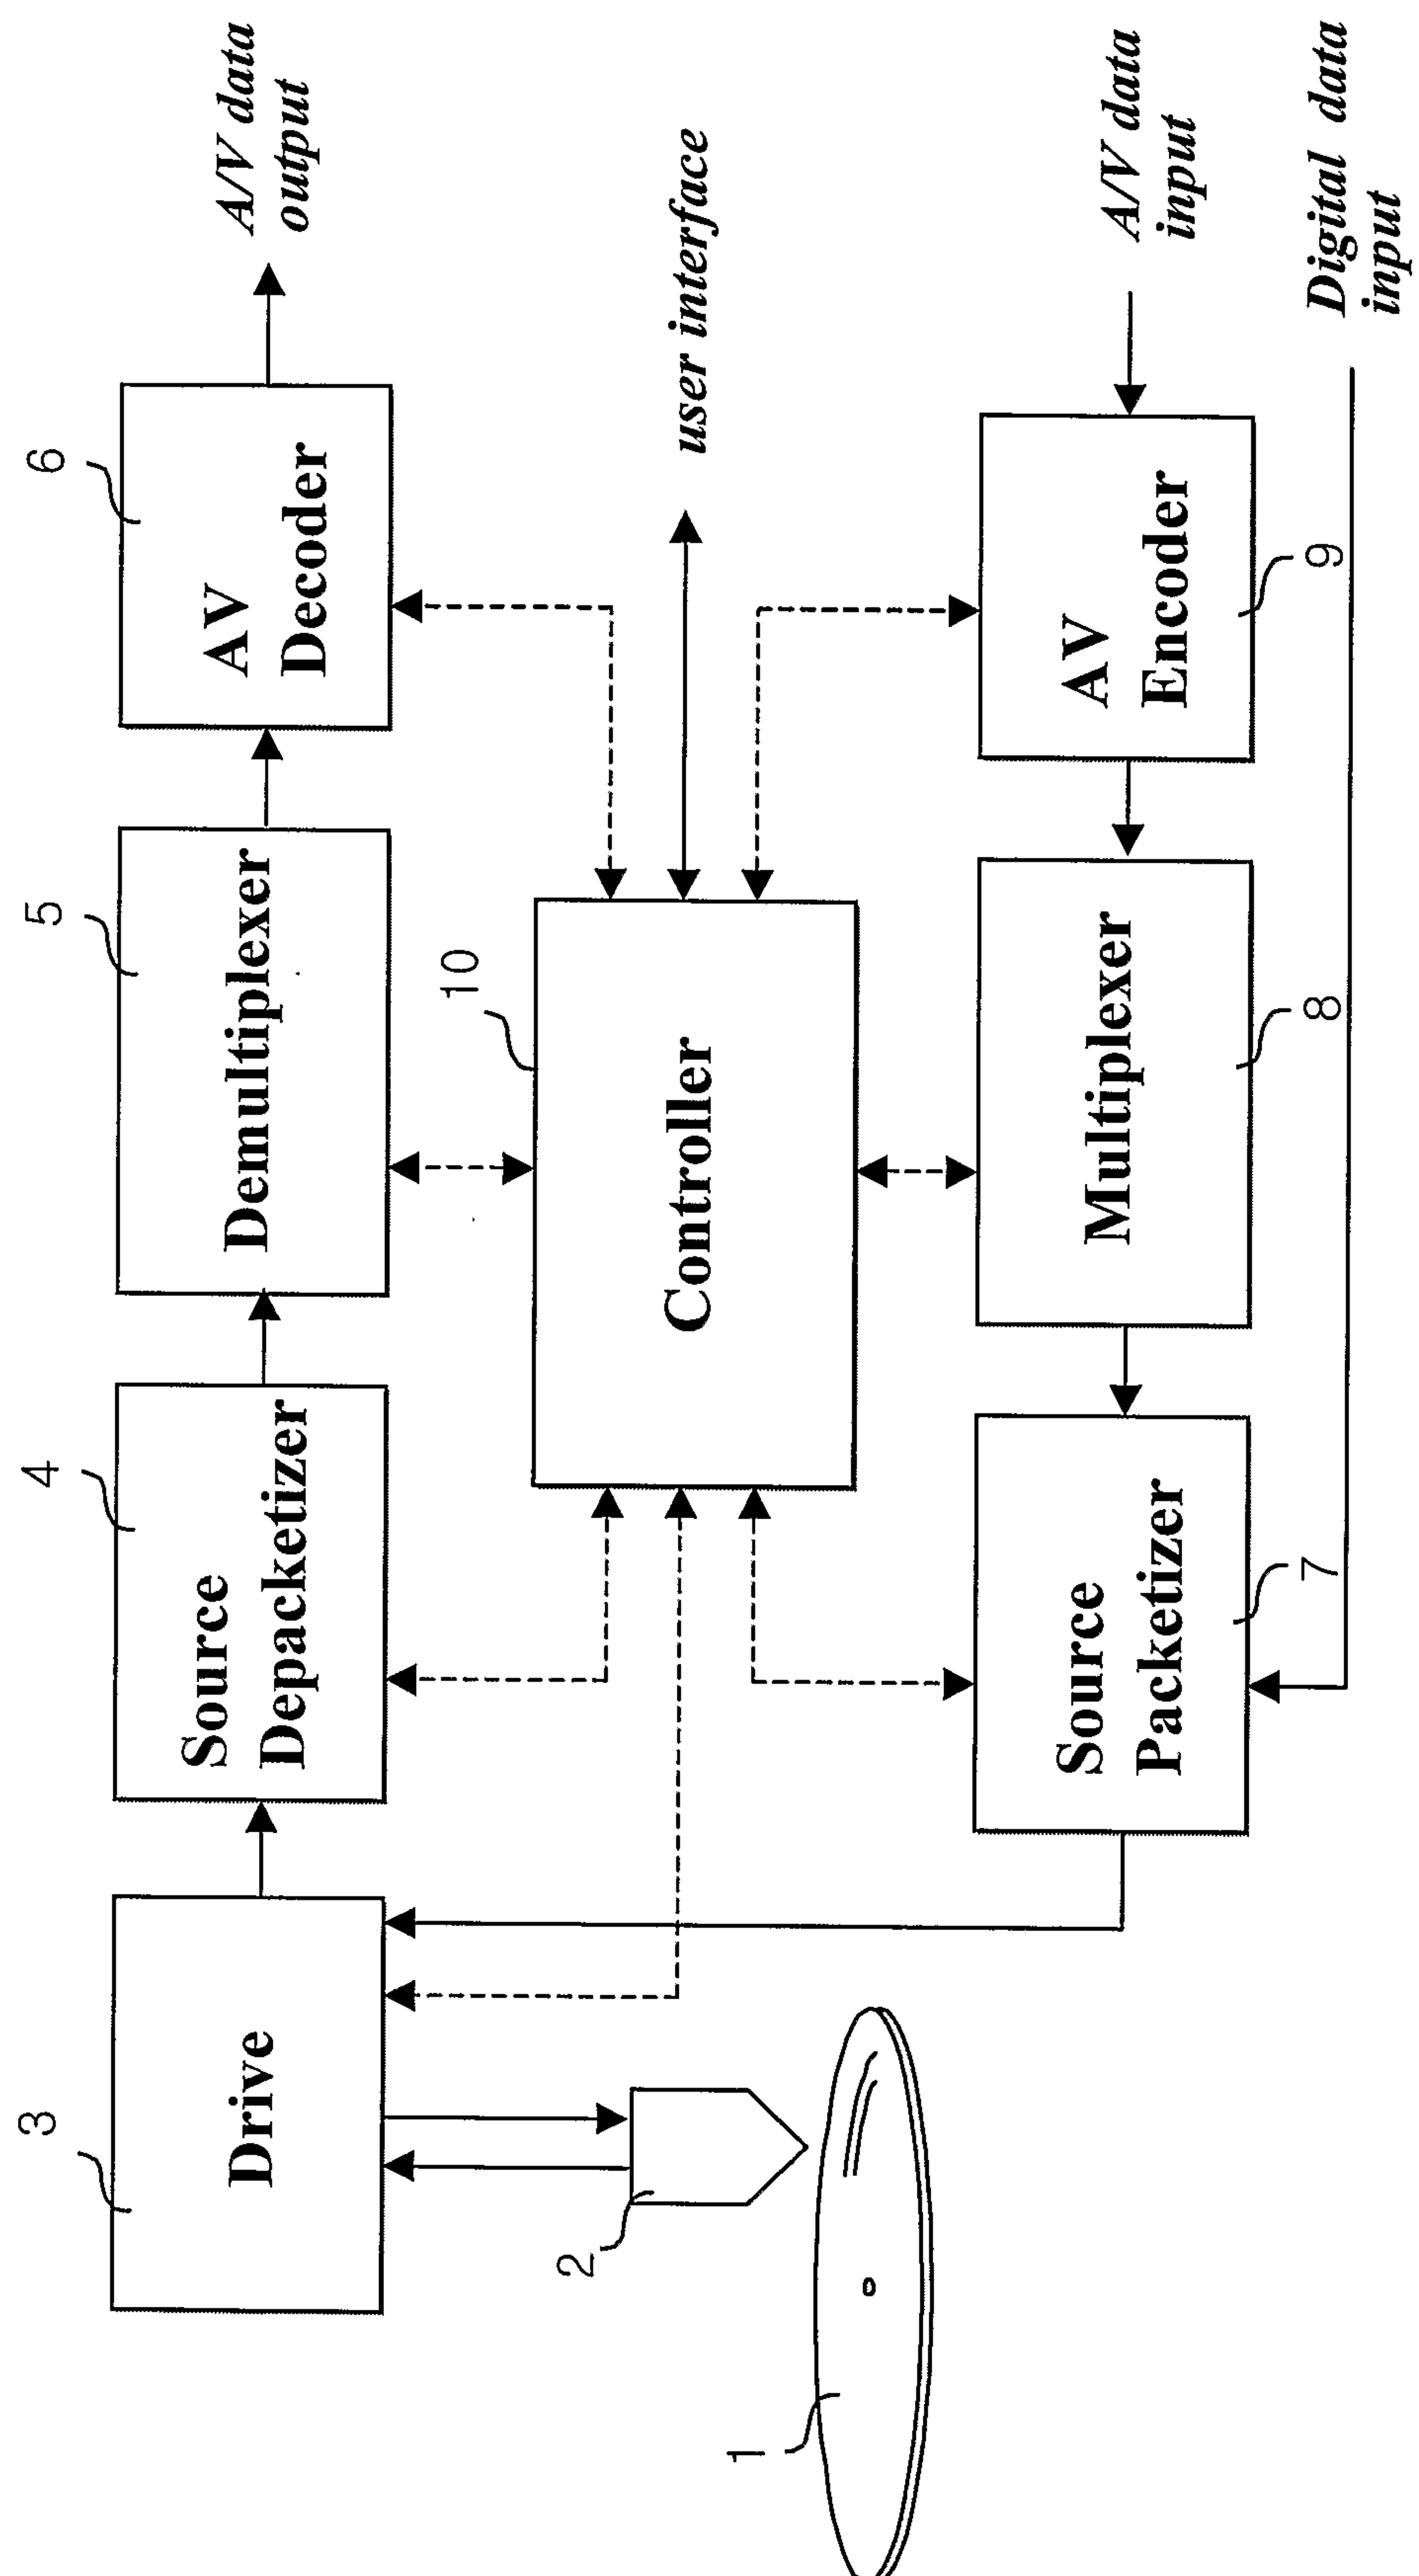 3
Drive
4
Source
Depacketizer
5
Demultiplexer
6
AV
Decoder
A/V data
output
10
Controller
user interface
2
1
Source
Packetizer
7
Multiplexer
8
AV
Encoder
9
A/V data
input
Digital data
input